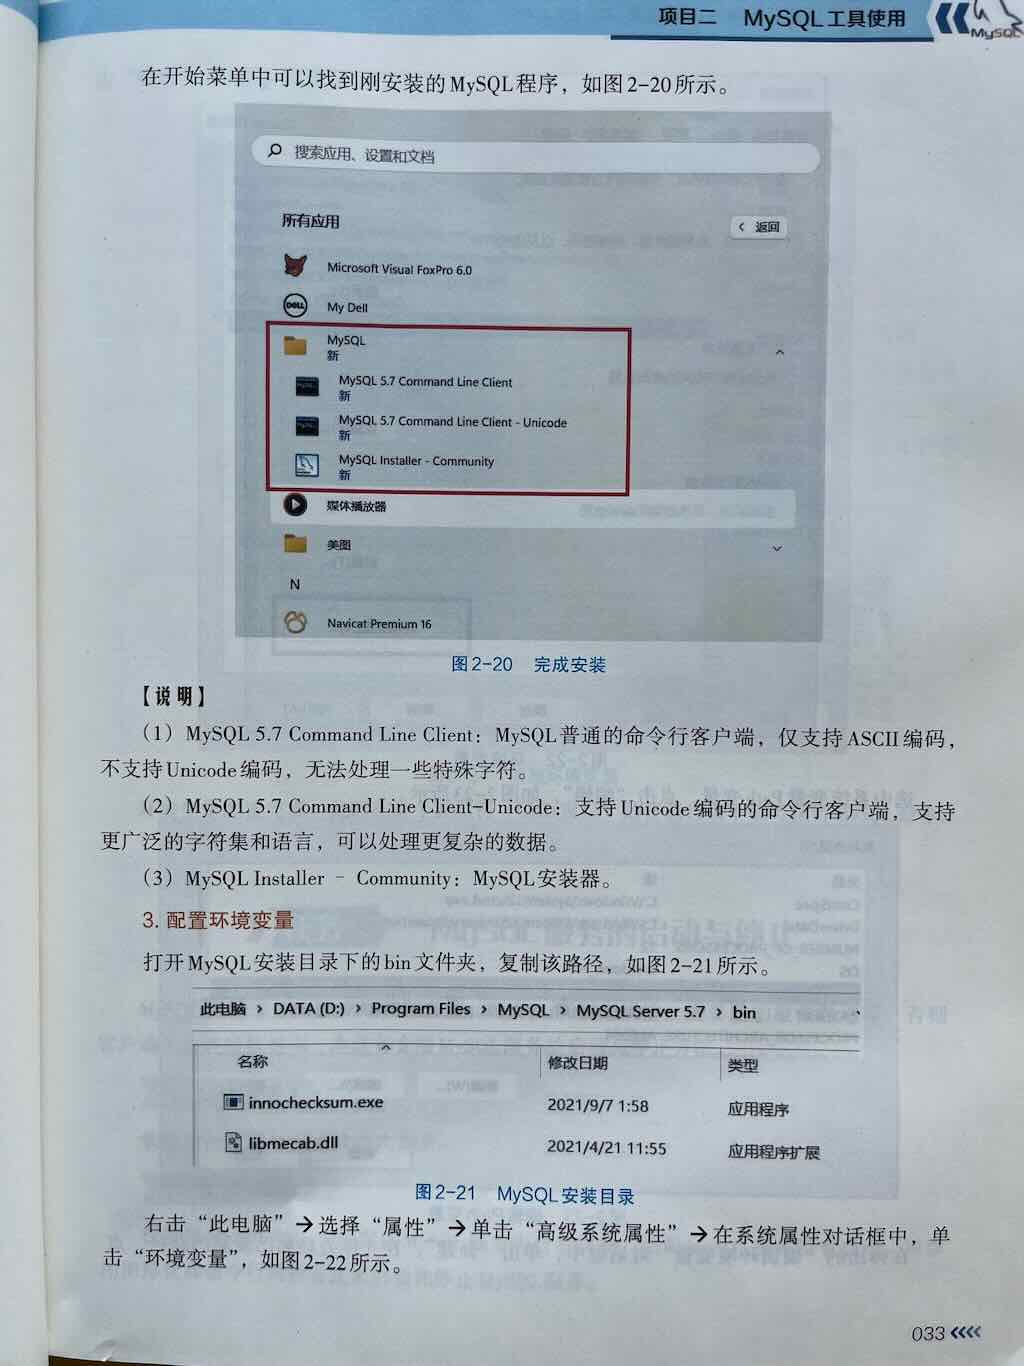 项目二 MySQL工具使用
MySQL
在开始菜单中可以找到刚安装的MySQL程序，如图2-20所示。
搜索应用、设置和文档
所有应用
返回
Microsoft Visual FoxPro 6.0
DELL
My Dell
MySQL
新
MySQL 5.7 Command Line Client
新
MySQL 5.7 Command Line Client - Unicode
新
MySQL Installer - Community
新
媒体播放器
美图
N
Navicat Premium 16
图2-20 完成安装
【说明】
（1）MySQL 5.7 Command Line Client：MySQL普通的命令行客户端，仅支持ASCII编码，
不支持Unicode编码，无法处理一些特殊字符。
（2）MySQL 5.7 Command Line Client-Unicode：支持Unicode编码的命令行客户端，支持
更广泛的字符集和语言，可以处理更复杂的数据。
（3）MySQL Installer - Community：MySQL安装器。
3. 配置环境变量
打开MySQL安装目录下的bin文件夹，复制该路径，如图2-21所示。
此电脑 > DATA (D:) > Program Files > MySQL > MySQL Server 5.7 > bin
名称 修改日期 类型
innochecksum.exe 2021/9/7 1:58 应用程序
libmecab.dll 2021/4/21 11:55 应用程序扩展
图2-21 MySQL安装目录
右击“此电脑”→选择“属性”→单击“高级系统属性”→在系统属性对话框中，单
击“环境变量”，如图2-22所示。
033